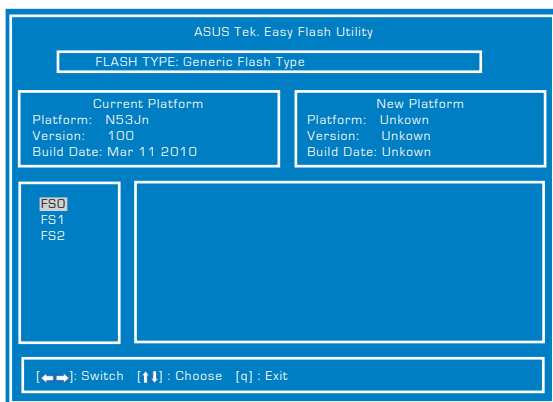 ASUS Tek. Easy Flash Utility
FLASH TYPE: Generic Flash Type
Current Platform
Platform: N53Jn
Version: 100
Build Date: Mar 11 2010
New Platform
Platform: Unkown
Version: Unkown
Build Date: Unkown
FS0
FS1
FS2
[←→]: Switch [↑↓] : Choose [q] : Exit